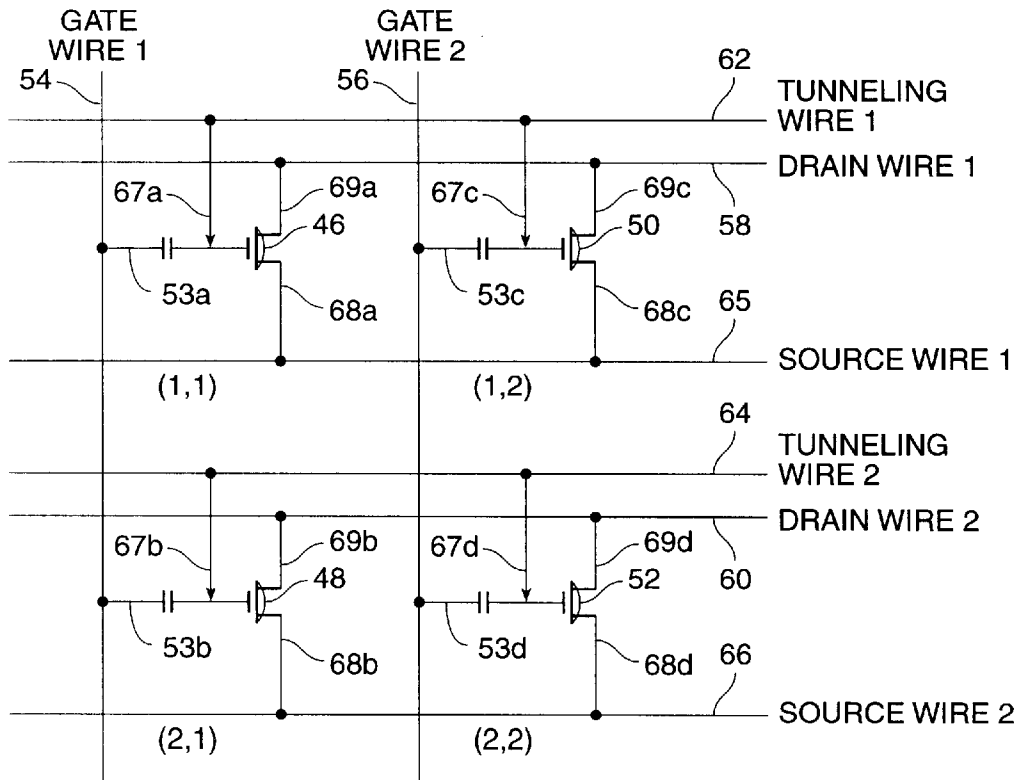 GATE
WIRE 1
GATE
WIRE 2
54
56
62
TUNNELING
WIRE 1
DRAIN WIRE 1
67a
69a
67c
69c
58
46
50
53a
68a
53c
68c
65
SOURCE WIRE 1
(1,1)
(1,2)
64
TUNNELING
WIRE 2
DRAIN WIRE 2
67b
69b
67d
69d
60
48
52
53b
68b
53d
68d
66
SOURCE WIRE 2
(2,1)
(2,2)